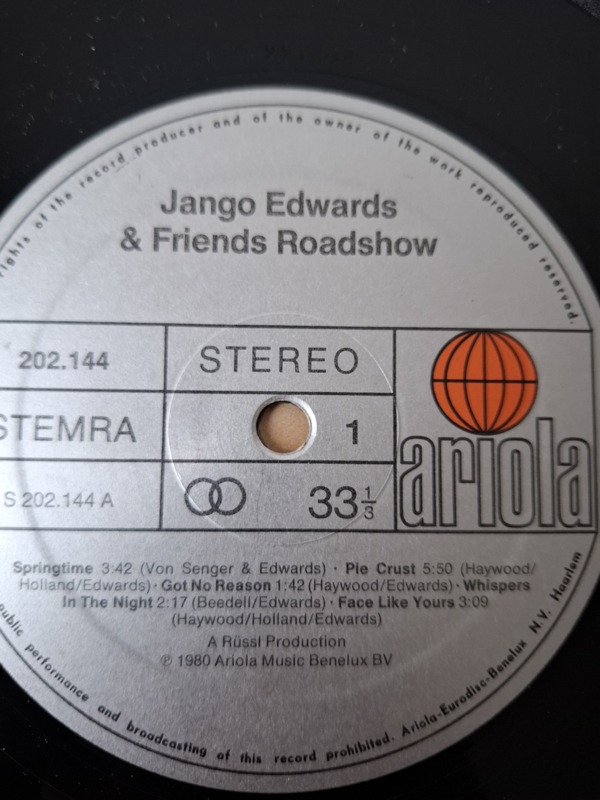 rights of the record producer and of the owner of the work reproduced reserved.
Jango Edwards
& Friends Roadshow
202.144
STEREO
STEMRA
1
S 202.144 A
33 1/3
ariola
Springtime 3:42 (Von Senger & Edwards) · Pie Crust 5:50 (Haywood/
Holland/Edwards) · Got No Reason 1:42 (Haywood/Edwards) · Whispers
In The Night 2:17 (Beedell/Edwards) · Face Like Yours 3:09
(Haywood/Holland/Edwards)
A Rüssl Production
℗ 1980 Ariola Music Benelux BV
public performance and broadcasting of this record prohibited. Ariola-Eurodisc-Benelux N.V. Haarlem